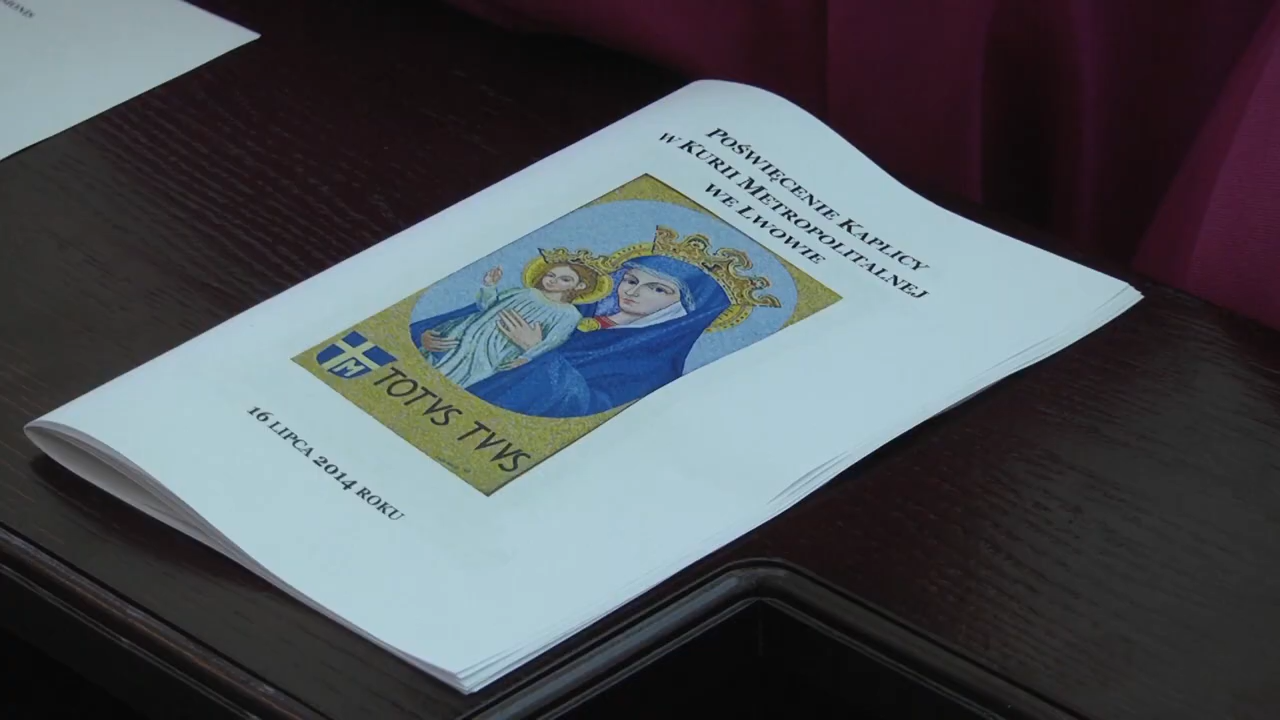 Poświęcenie Kaplicy
w Kurii Metropolitalnej
we Lwowie
M
TOTVS TVVS
16 lipca 2014 roku